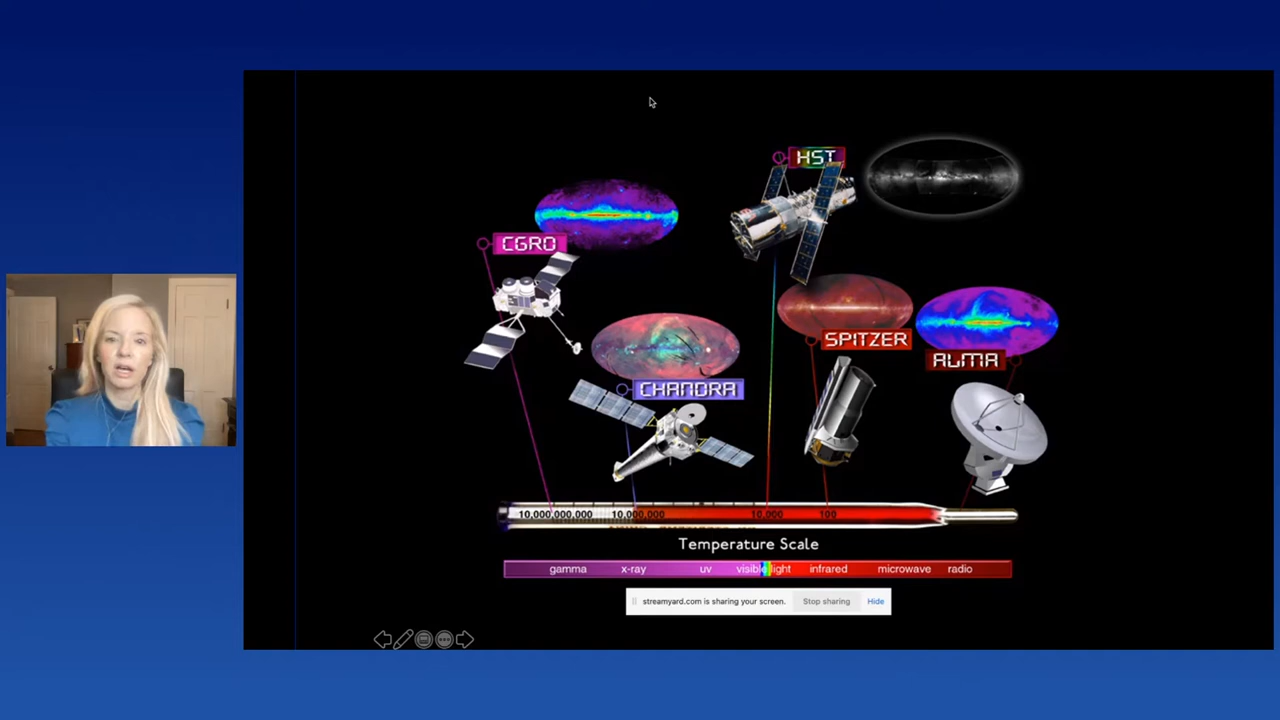 HST
CGRO
SPITZER
ALMA
CHANDRA
10,000,000,000 10,000,000 10,000 100
Temperature Scale
gamma x-ray uv visible light infrared microwave radio
streamyard.com is sharing your screen. Stop sharing Hide